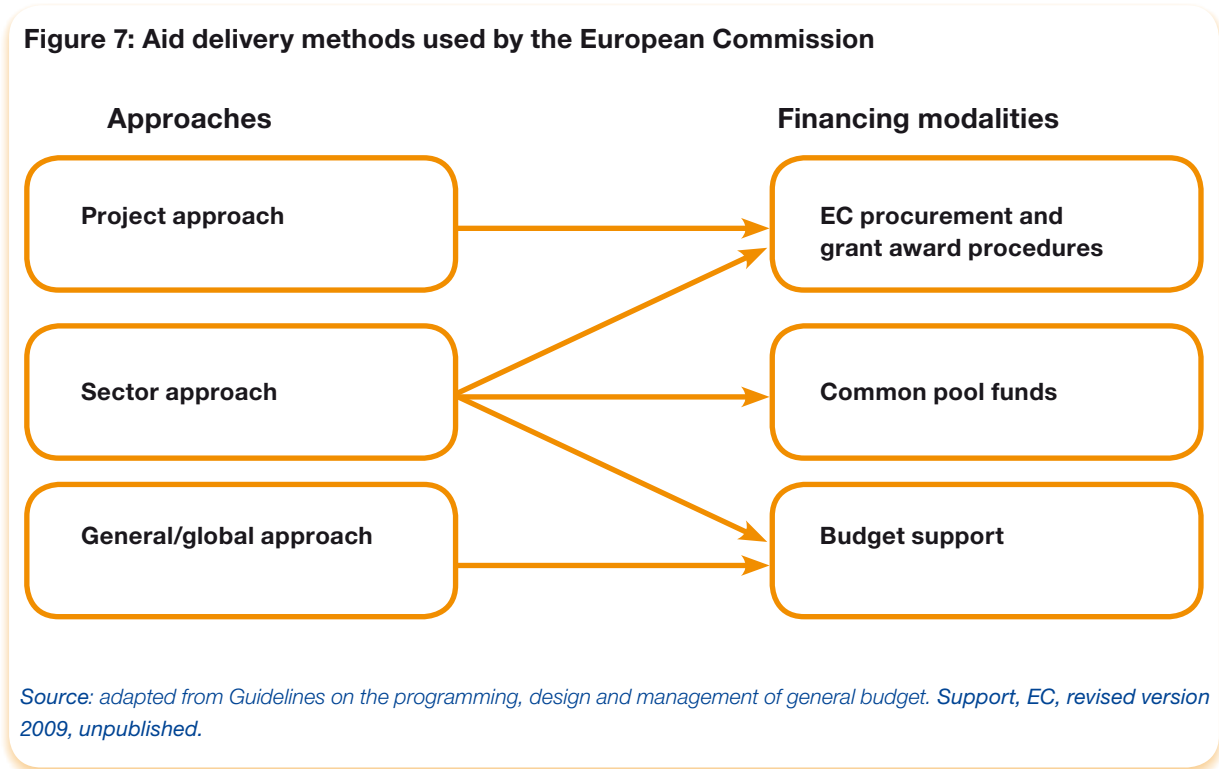 Figure 7: Aid delivery methods used by the European Commission
Approaches
Financing modalities
Project approach
EC procurement and
grant award procedures
Sector approach
Common pool funds
General/global approach
Budget support
Source: adapted from Guidelines on the programming, design and management of general budget. Support, EC, revised version
2009, unpublished.